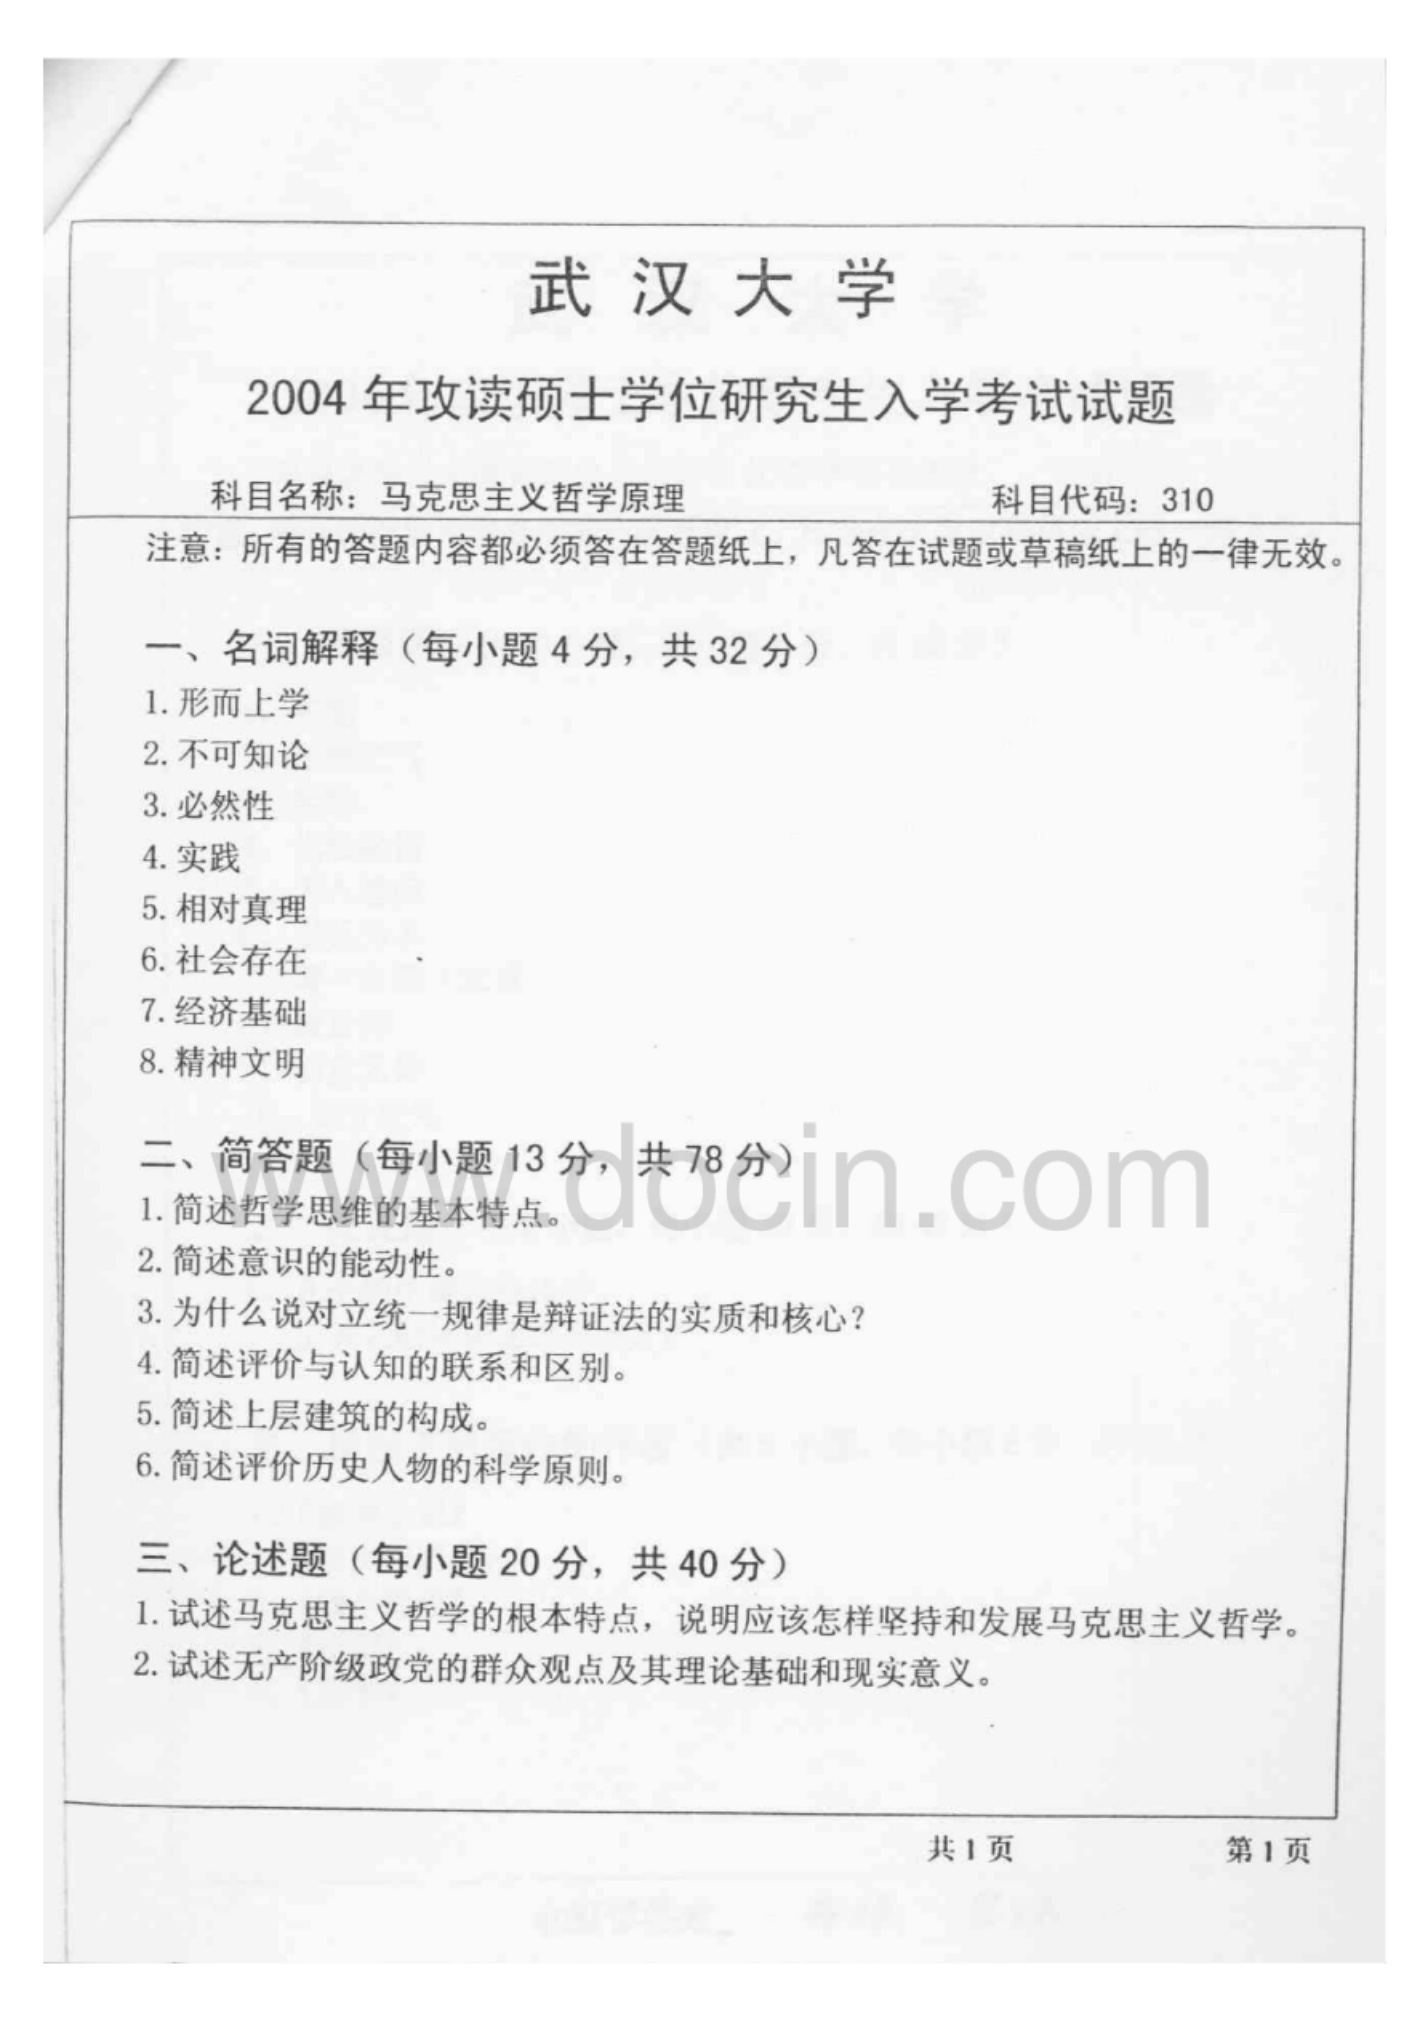 武汉大学
2004年攻读硕士学位研究生入学考试试题
科目名称：马克思主义哲学原理 科目代码：310
注意：所有的答题内容都必须答在答题纸上，凡答在试题或草稿纸上的一律无效。
一、名词解释（每小题4分，共32分）
1.形而上学
2.不可知论
3.必然性
4.实践
5.相对真理
6.社会存在
7.经济基础
8.精神文明
二、简答题（每小题13分，共78分）
www.docin.com
1.简述哲学思维的基本特点。
2.简述意识的能动性。
3.为什么说对立统一规律是辩证法的实质和核心？
4.简述评价与认知的联系和区别。
5.简述上层建筑的构成。
6.简述评价历史人物的科学原则。
三、论述题（每小题20分，共40分）
1.试述马克思主义哲学的根本特点，说明应该怎样坚持和发展马克思主义哲学。
2.试述无产阶级政党的群众观点及其理论基础和现实意义。
共1页 第1页